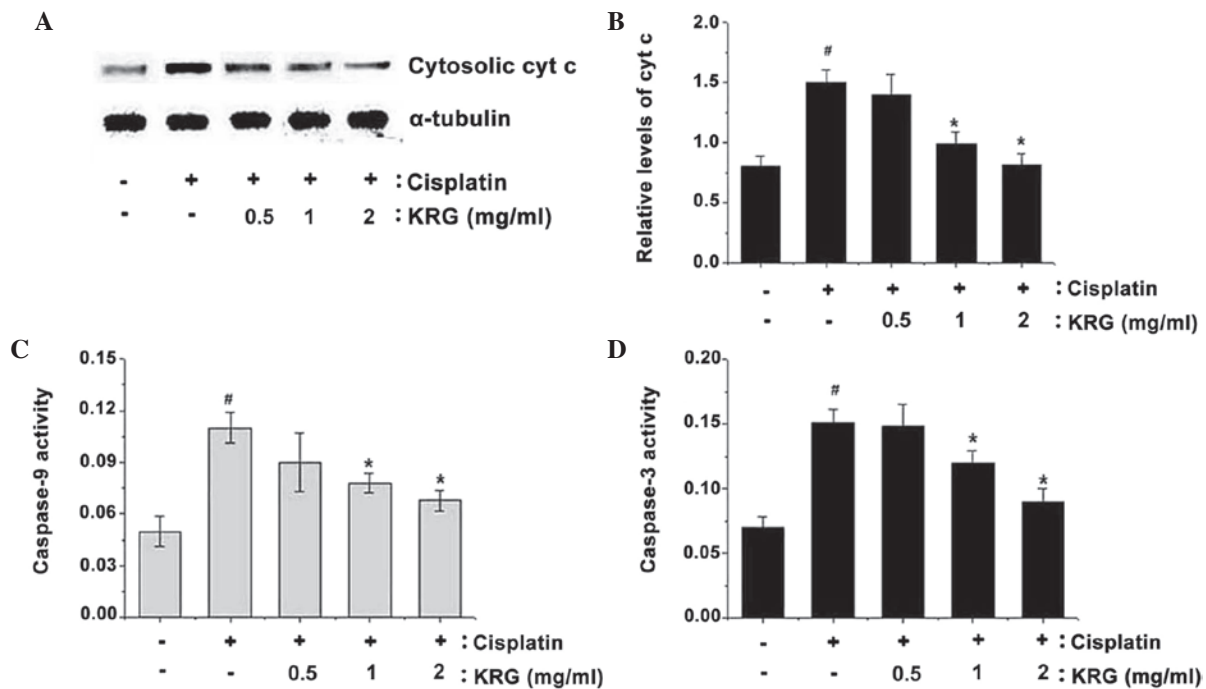 A
Cytosolic cyt c
α-tubulin
- + + + + : Cisplatin
- - 0.5 1 2 : KRG (mg/ml)
B
Relative levels of cyt c
2.0
1.5
1.0
0.5
0.0
#
*
*
- + + + + : Cisplatin
- - 0.5 1 2 : KRG (mg/ml)
C
Caspase-9 activity
0.15
0.12
0.09
0.06
0.03
0.00
#
*
*
- + + + + : Cisplatin
- - 0.5 1 2 : KRG (mg/ml)
D
Caspase-3 activity
0.20
0.15
0.10
0.05
0.00
#
*
*
- + + + + : Cisplatin
- - 0.5 1 2 : KRG (mg/ml)